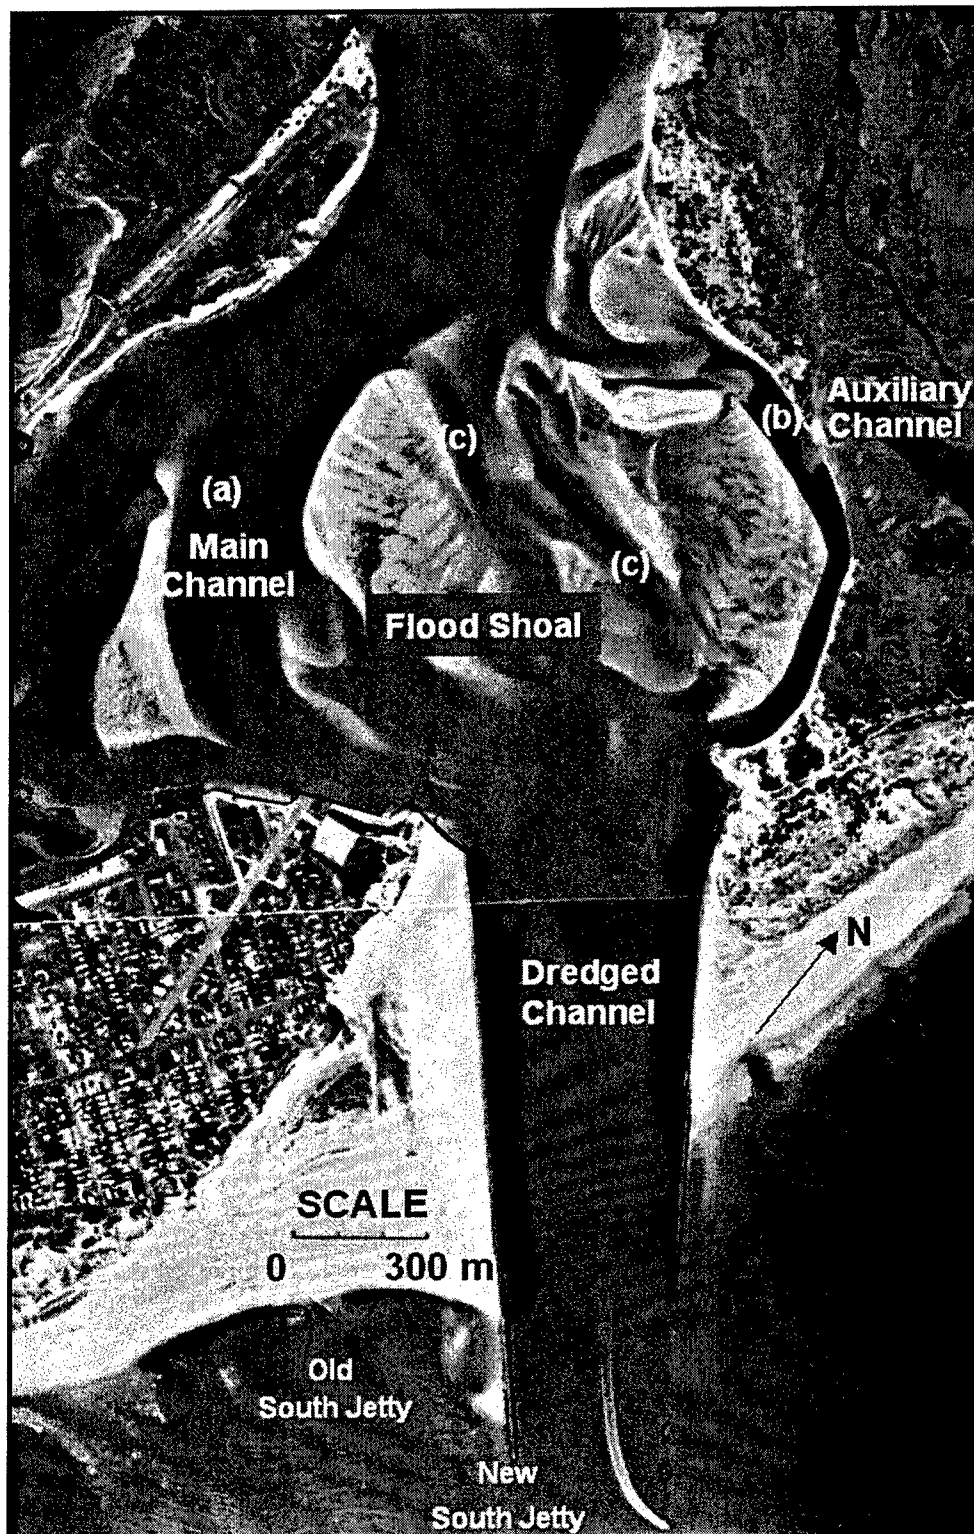 (b)
Auxiliary
Channel
(c)
(a)
Main
Channel
(c)
Flood Shoal
N
Dredged
Channel
SCALE
0 300 m
Old
South Jetty
New
South Jetty